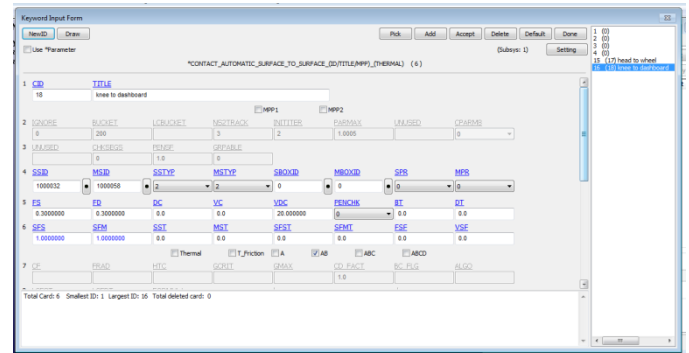 Keyword Input Form
NewID Draw Pick Add Accept Delete Default Done
Use *Parameter (Subsys: 1) Setting
*CONTACT_AUTOMATIC_SURFACE_TO_SURFACE_(ID/TITLE/MPP)_(THERMAL) (6)
1 CID TITLE
18 knee to dashboard
MPP1 MPP2
2 IGNORE BUCKET LCBUCKET NS2TRACK INITITER PARMAX UNUSED CPARM8
0 200 3 2 1.0005 0
3 UNUSED CHKSEGS PENSF GRPABLE
0 1.0 0
4 SSID MSID SSTYP MSTYP SBOXID MBOXID SPR MPR
1000032 1000058 2 2 0 0 0 0
5 FS FD DC VC VDC PENCHK BT DT
0.3000000 0.3000000 0.0 0.0 20.000000 0 0.0 0.0
6 SFS SFM SST MST SFST SFMT FSF VSF
1.0000000 1.0000000 0.0 0.0 0.0 0.0 0.0 0.0
Thermal T_Friction A AB ABC ABCD
7 CF FRAD HTC GCRIT GMAX CD_FACT BC_FLG ALGO
1.0
Total Card: 6 Smallest ID: 1 Largest ID: 16 Total deleted card: 0
1 (0)
2 (0)
3 (0)
4 (0)
15 (17) head to wheel
16 (18) knee to dashboard